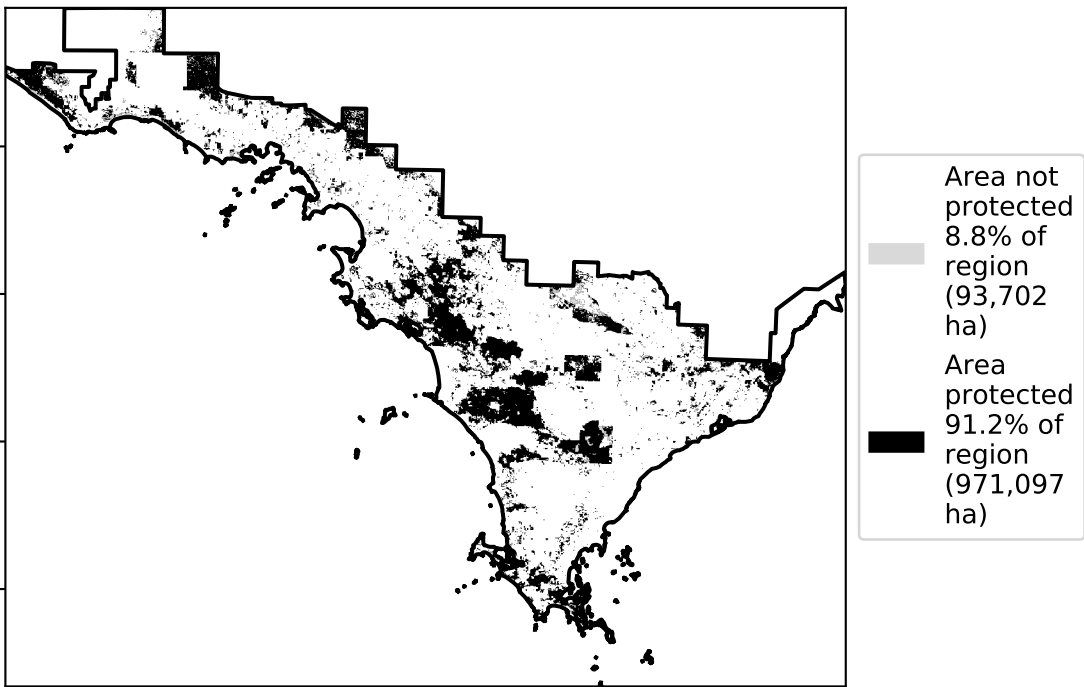 Area not
protected
8.8% of
region
(93,702
ha)
Area
protected
91.2% of
region
(971,097
ha)